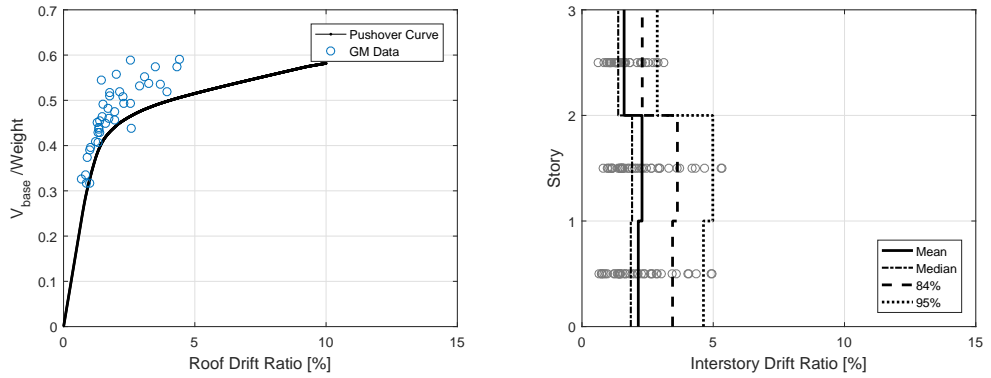 0.7
0.6
0.5
0.4
0.3
0.2
0.1
0
V_base /Weight
0
5
10
15
Roof Drift Ratio [%]
Pushover Curve
GM Data
3
2
1
0
Story
0
5
10
15
Interstory Drift Ratio [%]
Mean
Median
84%
95%